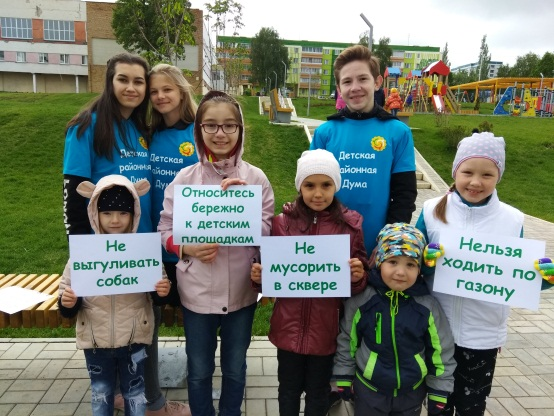 Детская
районная
Дума
Детская
районная
Дума
Детская
районная
Дума
Относитесь
бережно
к детским
площадкам
Не
выгуливать
собак
Не
мусорить
в сквере
Нельзя
ходить по
газону